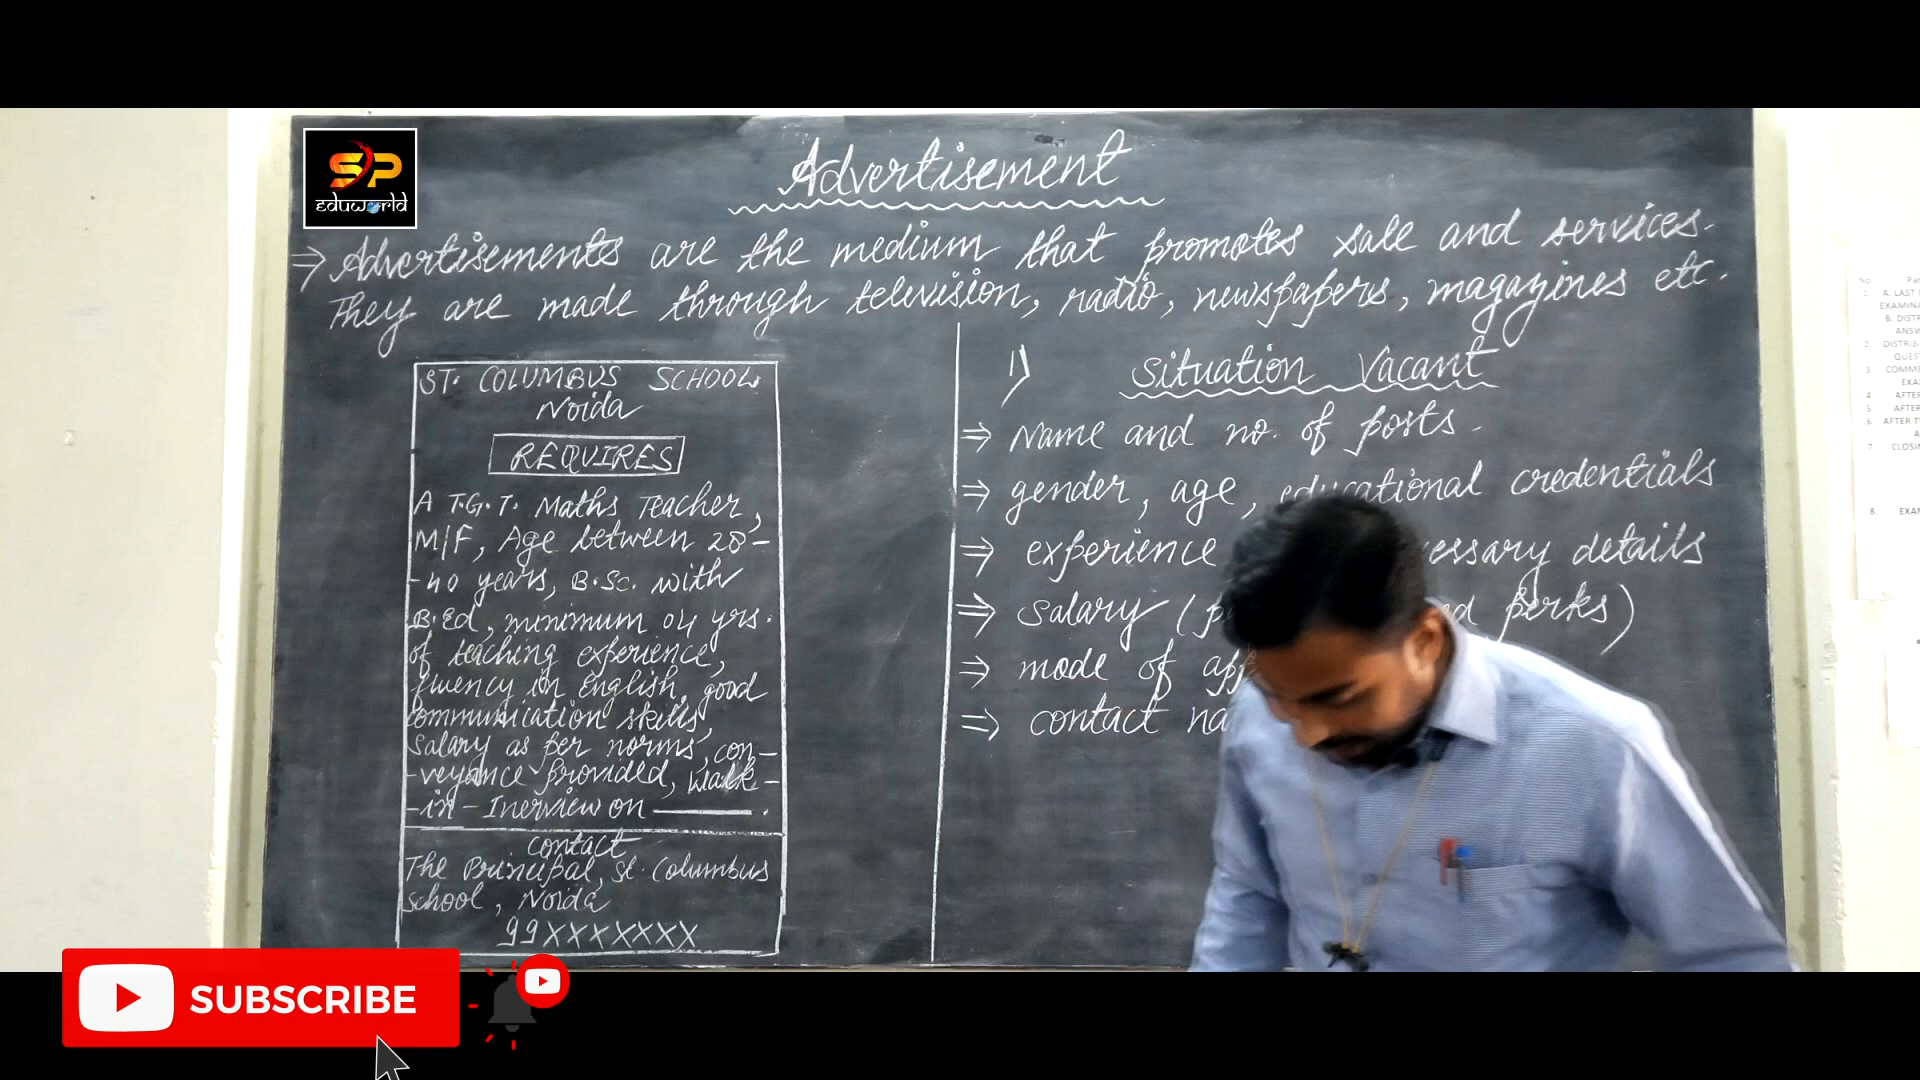 SP
eduworld
Advertisement
⇒ Advertisements are the medium that promotes sale and services.
They are made through television, radio, newspapers, magazines etc.
ST. COLUMBUS SCHOOL,
Noida
REQUIRES
A T.G.T. Maths Teacher,
M/F, Age between 28-
-40 years, B.Sc. with
B.Ed, minimum 04 yrs.
of teaching experience,
fluency in English, good
communication skills,
salary as per norms, con-
-veyance provided, Walk-
-in-Inerview on ———.
contact
The Principal, St. Columbus
school, Noida
99XXXXXXX
1) Situation Vacant
⇒ Name and no. of posts.
⇒ gender, age, educational credentials
⇒ experience details
⇒ salary ( perks)
⇒ mode of
⇒ contact
SUBSCRIBE